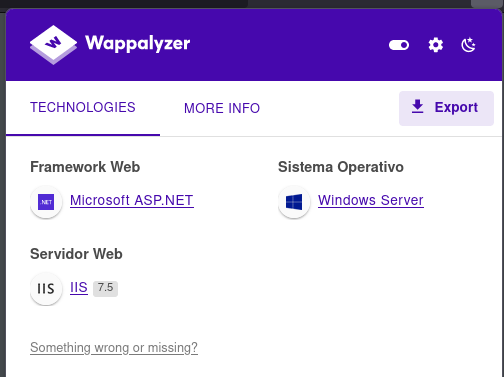 Wappalyzer
TECHNOLOGIES
MORE INFO
Export
Framework Web
.NET
Microsoft ASP.NET
Sistema Operativo
Windows Server
Servidor Web
IIS
IIS
7.5
Something wrong or missing?